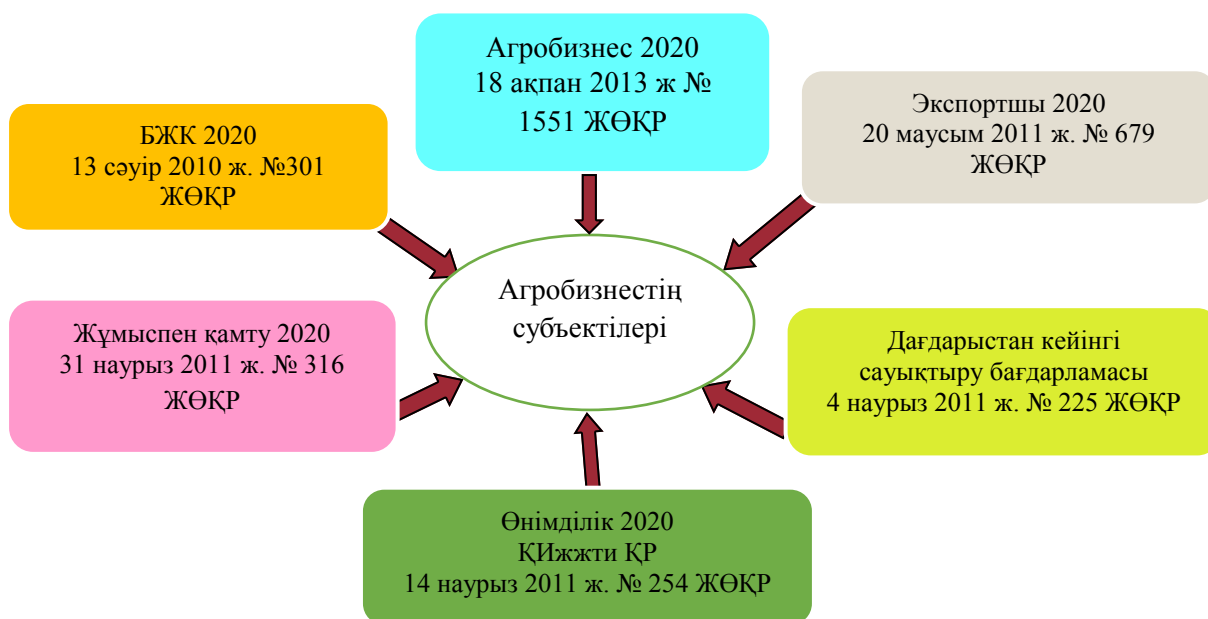 Агробизнес 2020
18 ақпан 2013 ж №
1551 ЖӨҚР
БЖК 2020
13 сәуір 2010 ж. №301
ЖӨҚР
Экспортшы 2020
20 маусым 2011 ж. № 679
ЖӨҚР
Агробизнестің
субъектілері
Жұмыспен қамту 2020
31 наурыз 2011 ж. № 316
ЖӨҚР
Дағдарыстан кейінгі
сауықтыру бағдарламасы
4 наурыз 2011 ж. № 225 ЖӨҚР
Өнімділік 2020
ҚИжжти ҚР
14 наурыз 2011 ж. № 254 ЖӨҚР